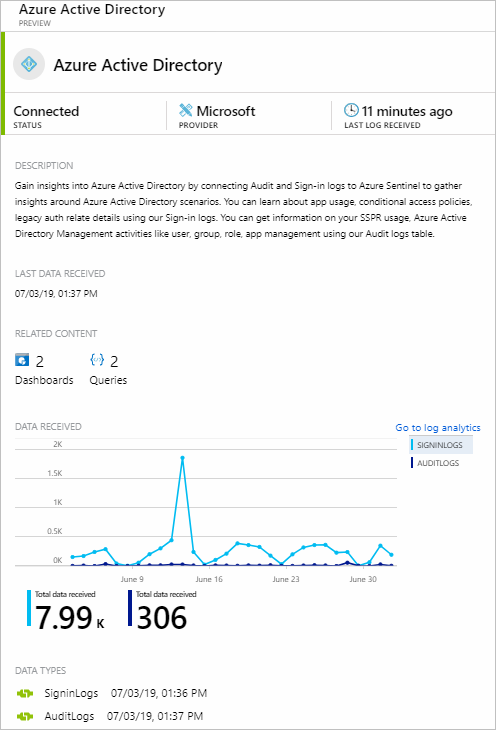 Azure Active Directory
PREVIEW
Azure Active Directory
Connected
STATUS
Microsoft
PROVIDER
11 minutes ago
LAST LOG RECEIVED
DESCRIPTION
Gain insights into Azure Active Directory by connecting Audit and Sign-in logs to Azure Sentinel to gather
insights around Azure Active Directory scenarios. You can learn about app usage, conditional access policies,
legacy auth relate details using our Sign-in logs. You can get information on your SSPR usage, Azure Active
Directory Management activities like user, group, role, app management using our Audit logs table.
LAST DATA RECEIVED
07/03/19, 01:37 PM
RELATED CONTENT
2
Dashboards
2
Queries
DATA RECEIVED
Go to log analytics
SIGNINLOGS
AUDITLOGS
2K
1.5K
1K
0.5K
0K
June 9 June 16 June 23 June 30
Total data received
7.99 K
Total data received
306
DATA TYPES
SigninLogs 07/03/19, 01:36 PM
AuditLogs 07/03/19, 01:37 PM